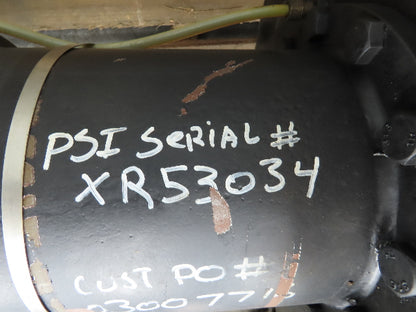 PSI SERIAL #
XR53034
CUST PO #